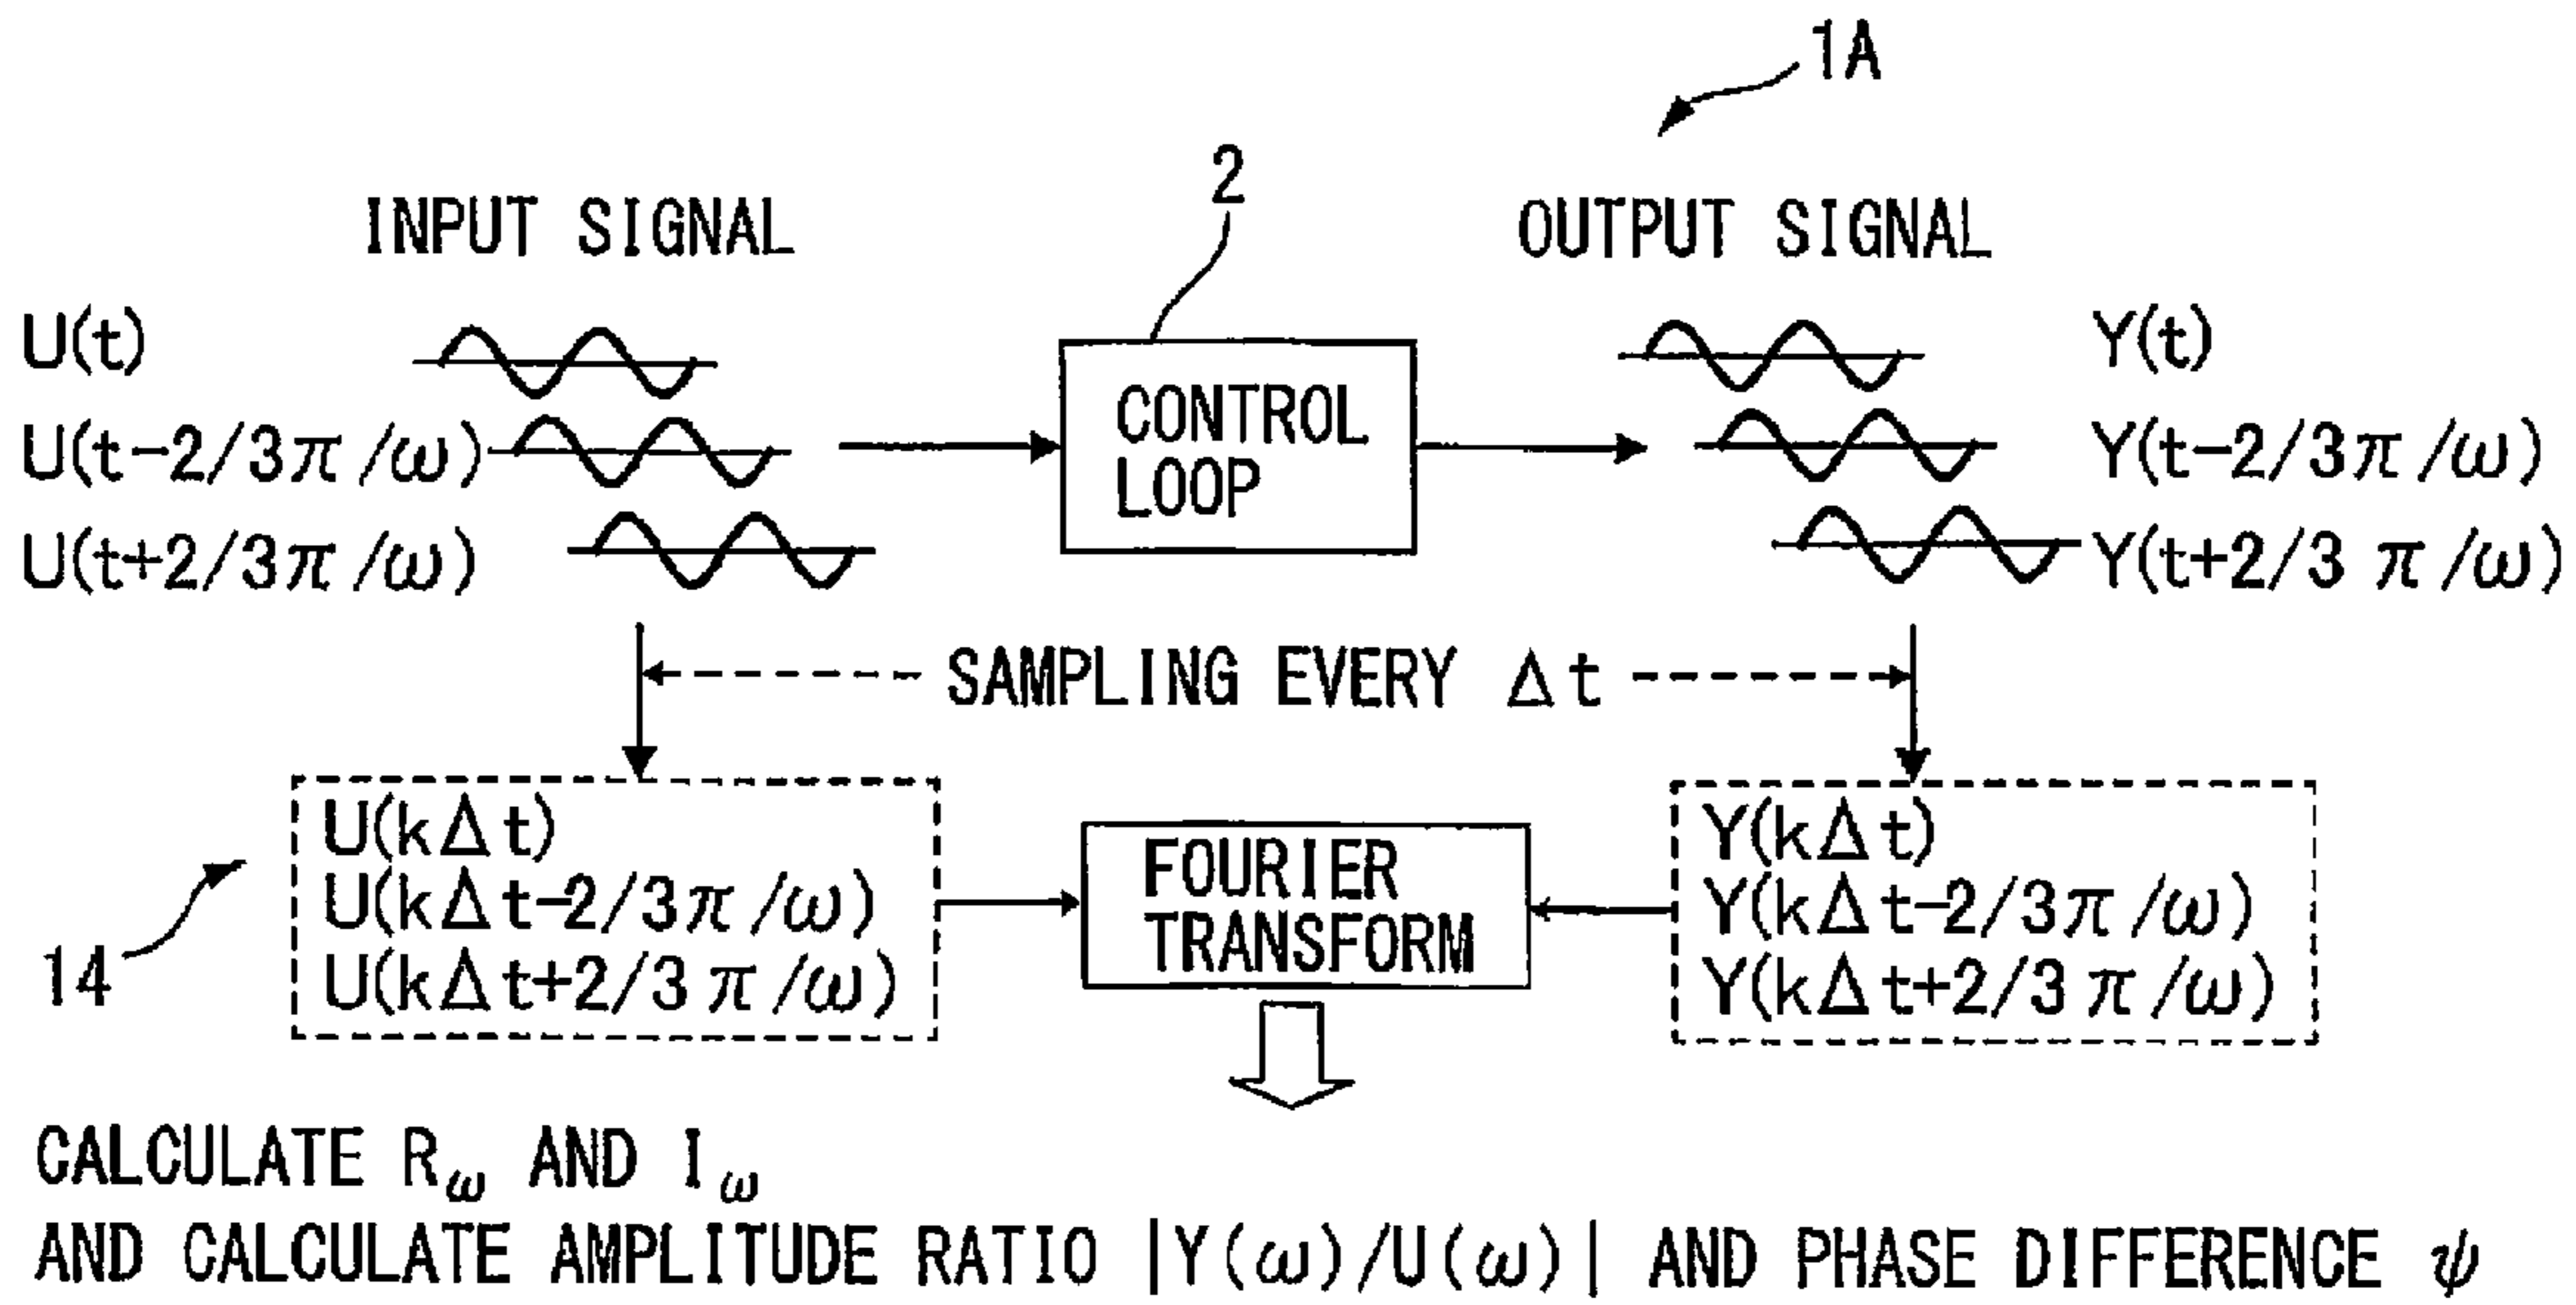 1A
2
INPUT SIGNAL
OUTPUT SIGNAL
U(t)
Y(t)
U(t-2/3π/ω)
Y(t-2/3π/ω)
U(t+2/3π/ω)
Y(t+2/3 π/ω)
CONTROL
LOOP
SAMPLING EVERY Δt
U(kΔt)
U(kΔt-2/3π/ω)
U(kΔt+2/3 π/ω)
FOURIER
TRANSFORM
Y(kΔt)
Y(kΔt-2/3π/ω)
Y(kΔt+2/3 π/ω)
14
CALCULATE Rω AND Iω
AND CALCULATE AMPLITUDE RATIO |Y(ω)/U(ω)| AND PHASE DIFFERENCE ψ